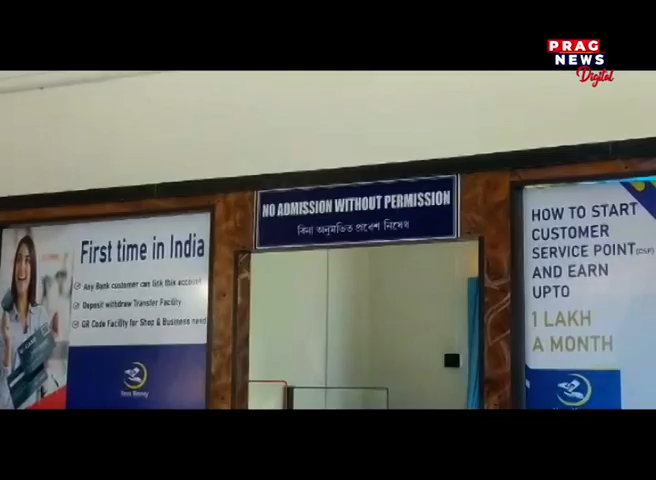 PRAG
NEWS
Digital
NO ADMISSION WITHOUT PERMISSION
বিনা অনুমতিত প্ৰবেশ নিষেধ
First time in India
Any Bank customer can link this account
Deposit withdraw Transfer Facility
QR Code Facility for Shop & Business need
Money
HOW TO START
CUSTOMER
SERVICE POINT(CSP)
AND EARN
UPTO
1 LAKH
A MONTH